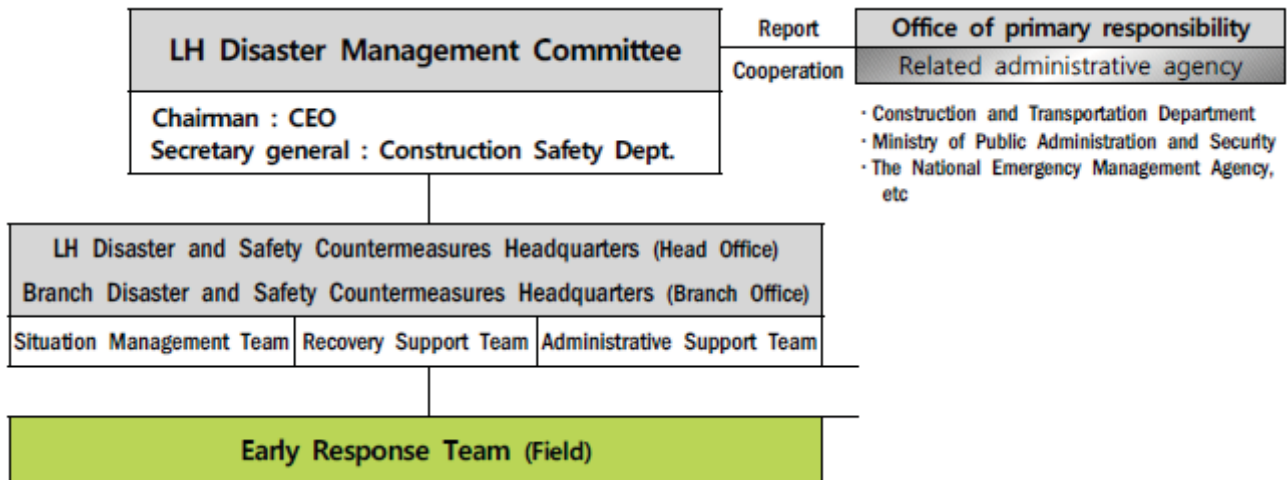 LH Disaster Management Committee
Chairman : CEO
Secretary general : Construction Safety Dept.
Report
Cooperation
Office of primary responsibility
Related administrative agency
· Construction and Transportation Department
· Ministry of Public Administration and Security
· The National Emergency Management Agency,
etc
LH Disaster and Safety Countermeasures Headquarters (Head Office)
Branch Disaster and Safety Countermeasures Headquarters (Branch Office)
Situation Management Team
Recovery Support Team
Administrative Support Team
Early Response Team (Field)